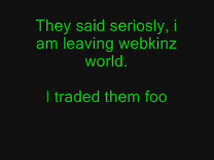 They said seriosly, i
am leaving webkinz
world.
I traded them foo